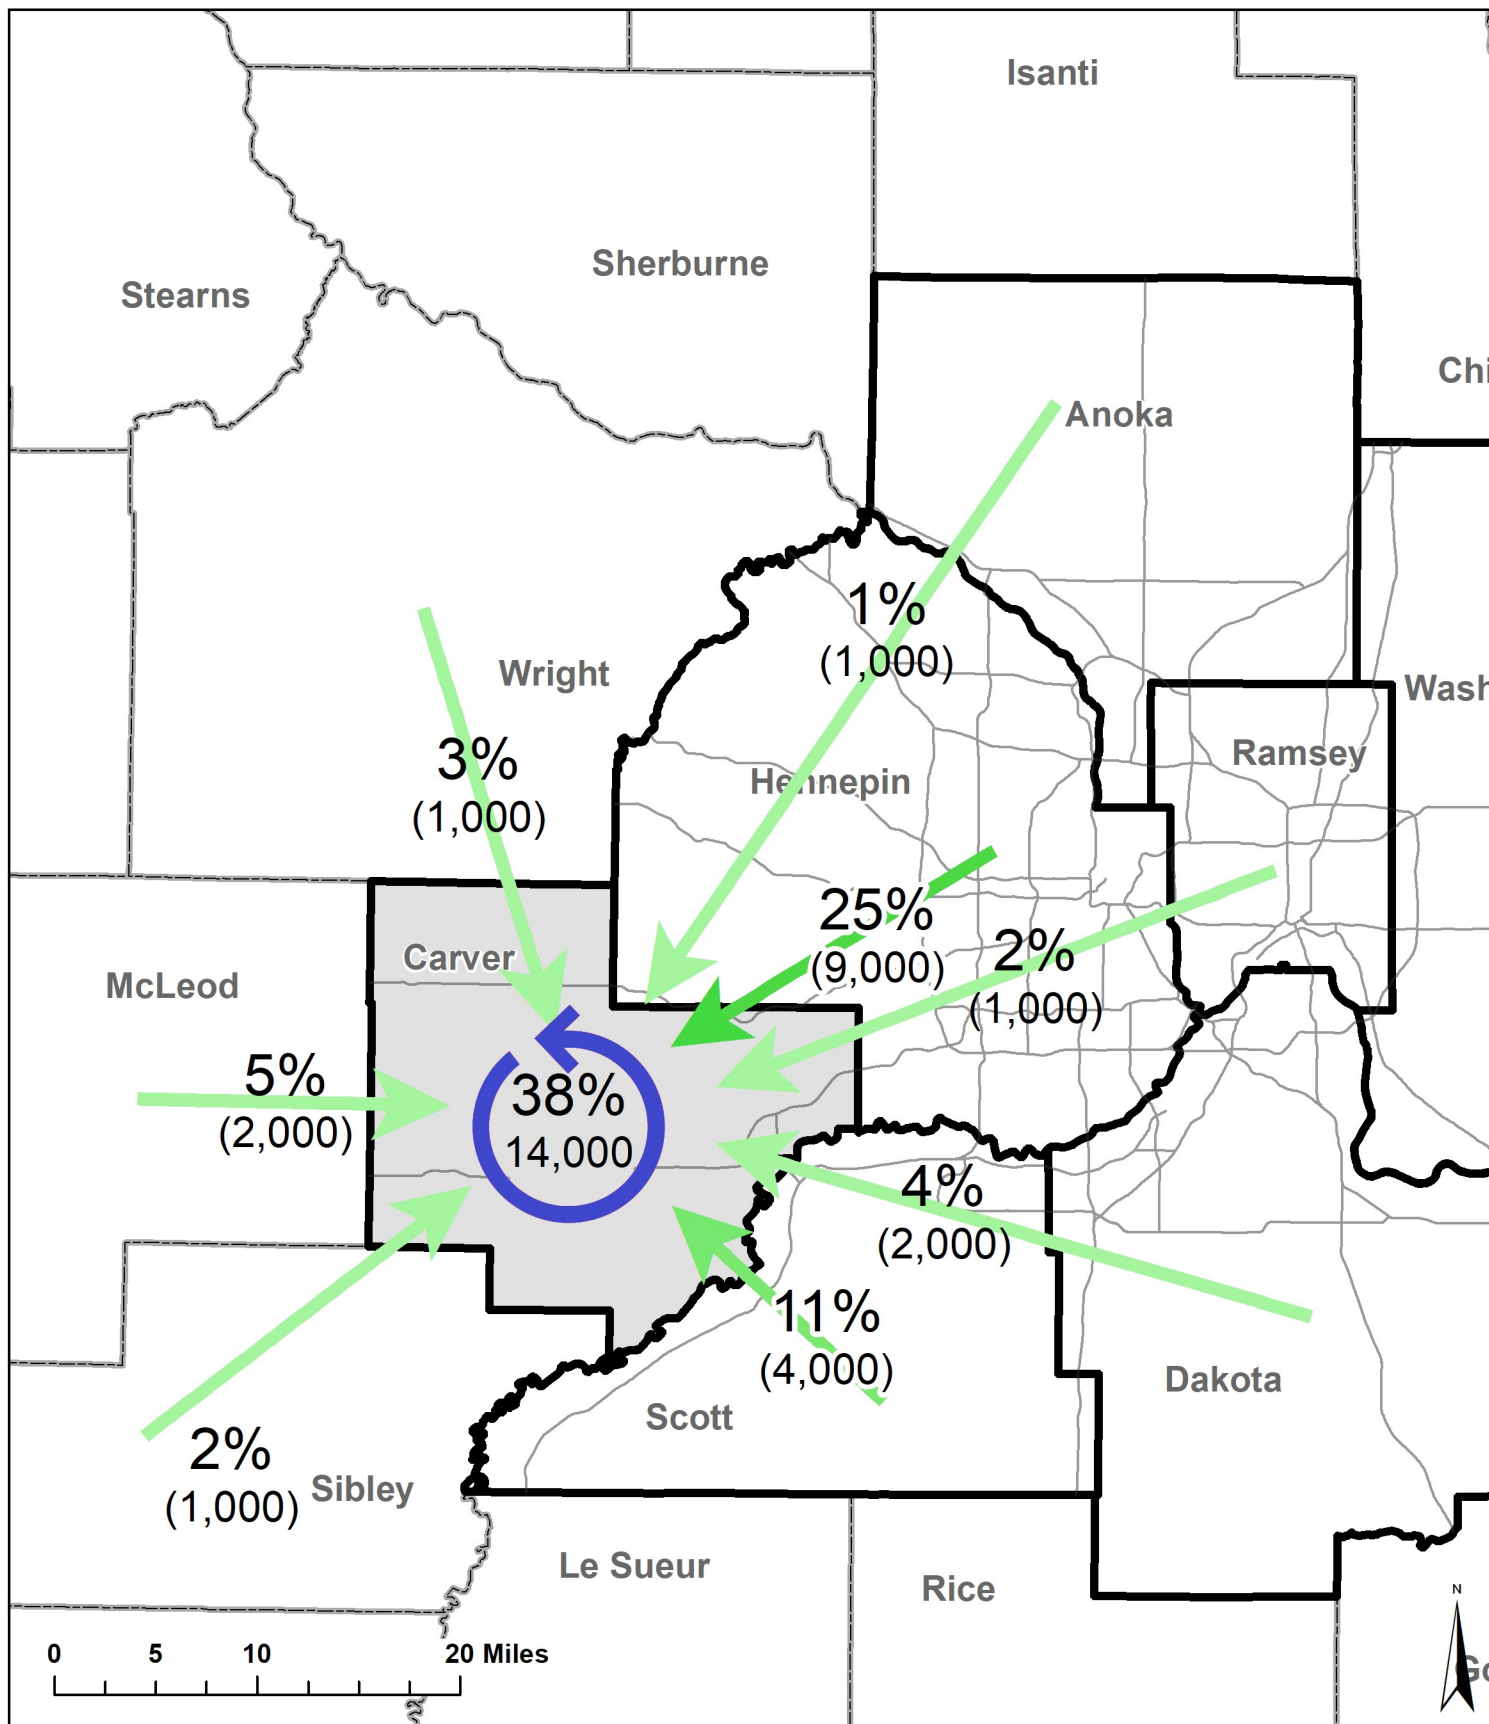 Isanti
Sherburne
Stearns
Chi
Anoka
1%
(1,000)
Wright
Wash
3%
(1,000)
Ramsey
Hennepin
25%
(9,000)
2%
(1,000)
Carver
McLeod
5%
(2,000)
38%
14,000
4%
(2,000)
11%
(4,000)
Dakota
Scott
2%
(1,000)
Sibley
Le Sueur
Rice
N
0 5 10 20 Miles
Go